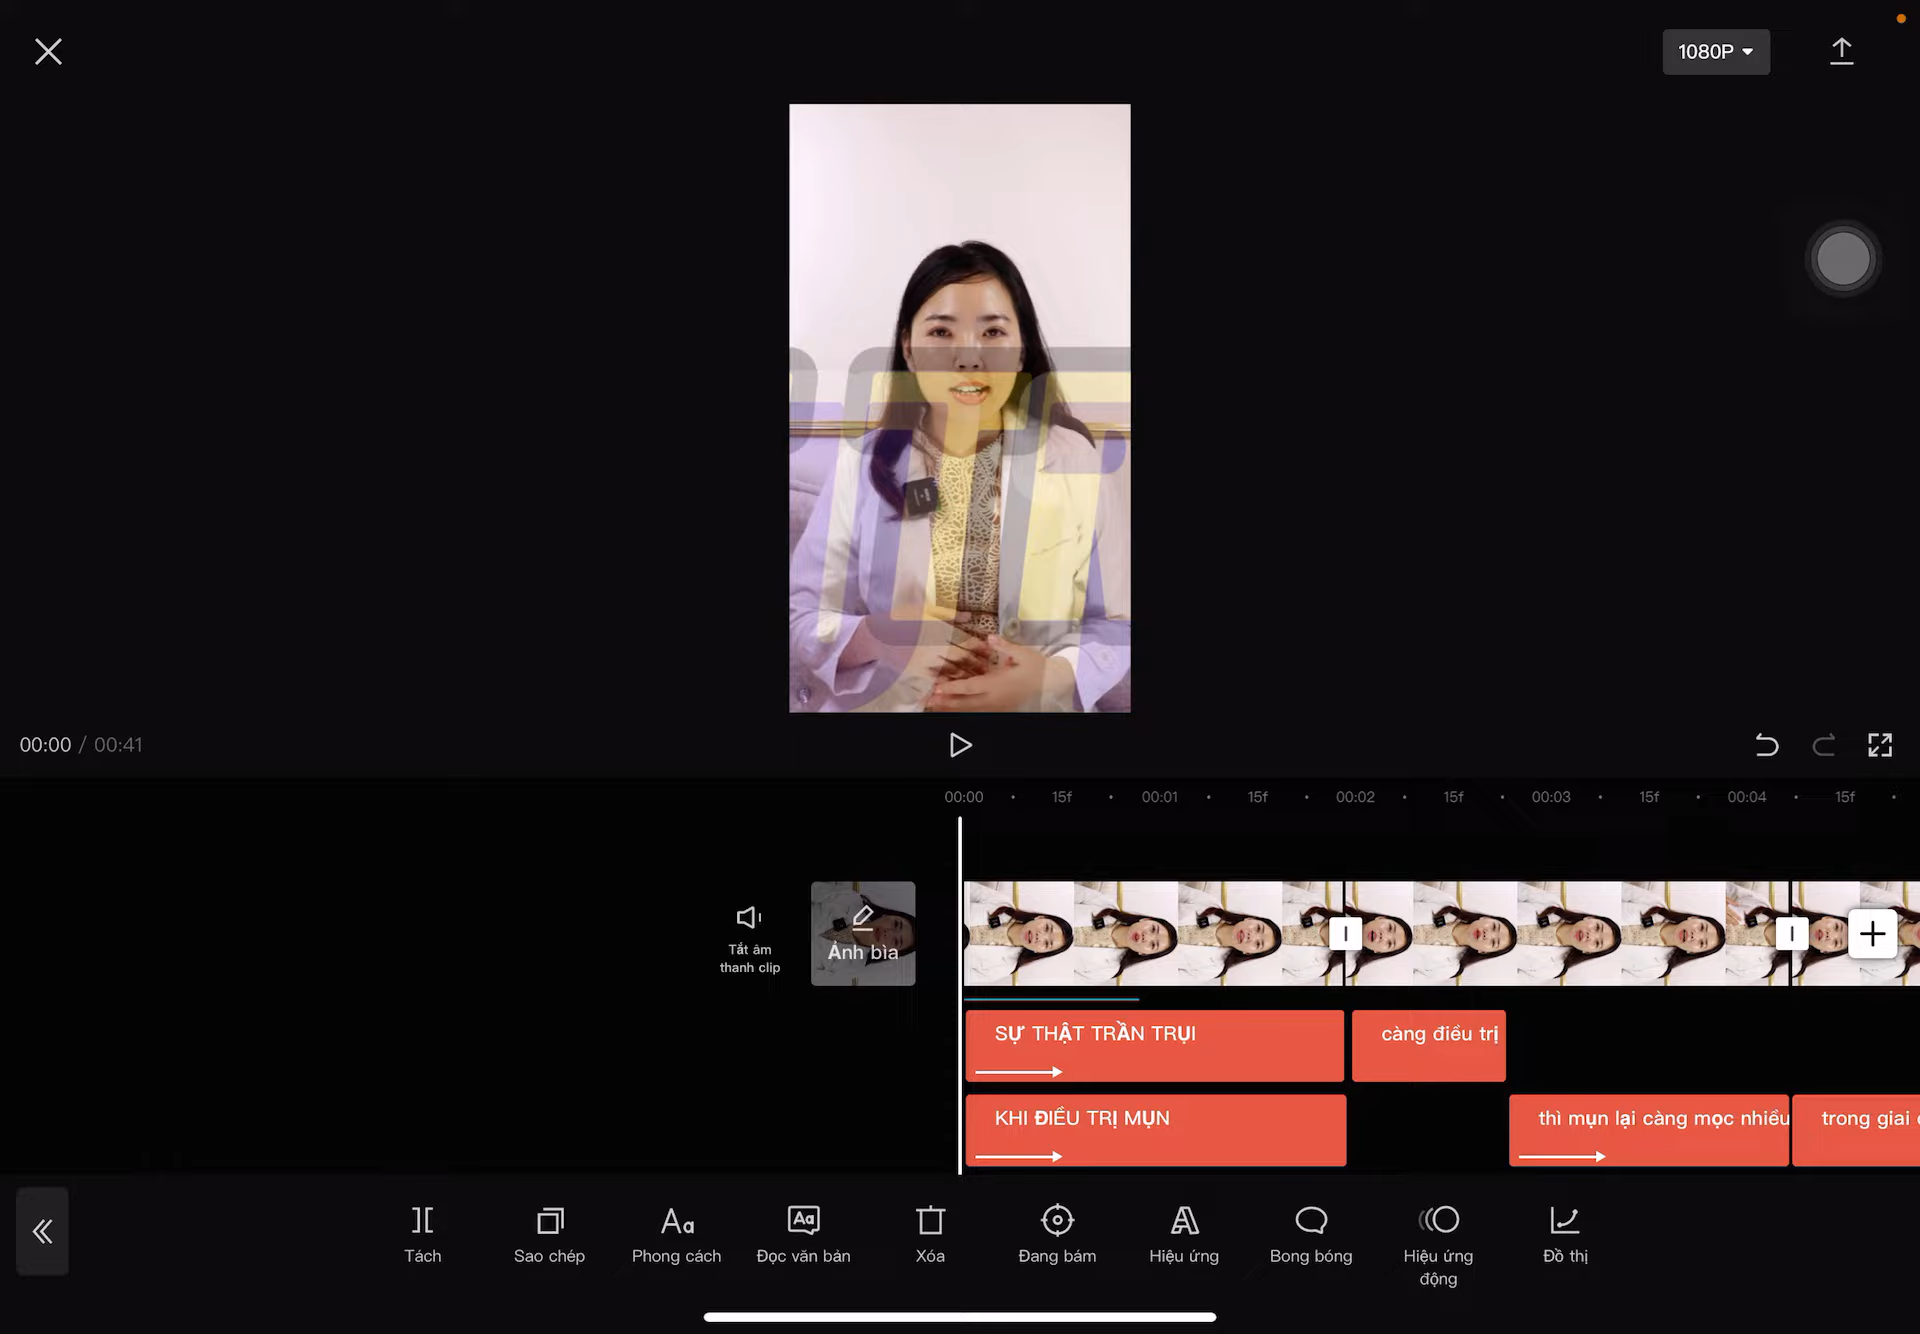 1080P
00:00 / 00:41
00:00 15f 00:01 15f 00:02 15f 00:03 15f 00:04 15f
Tắt âm
thanh clip
Ảnh bìa
SỰ THẬT TRẦN TRỤI
càng điều trị
KHI ĐIỀU TRỊ MỤN
thì mụn lại càng mọc nhiều
trong giai
Tách
Sao chép
Phong cách
Đọc văn bản
Xóa
Đang bám
Hiệu ứng
Bong bóng
Hiệu ứng
động
Đồ thị